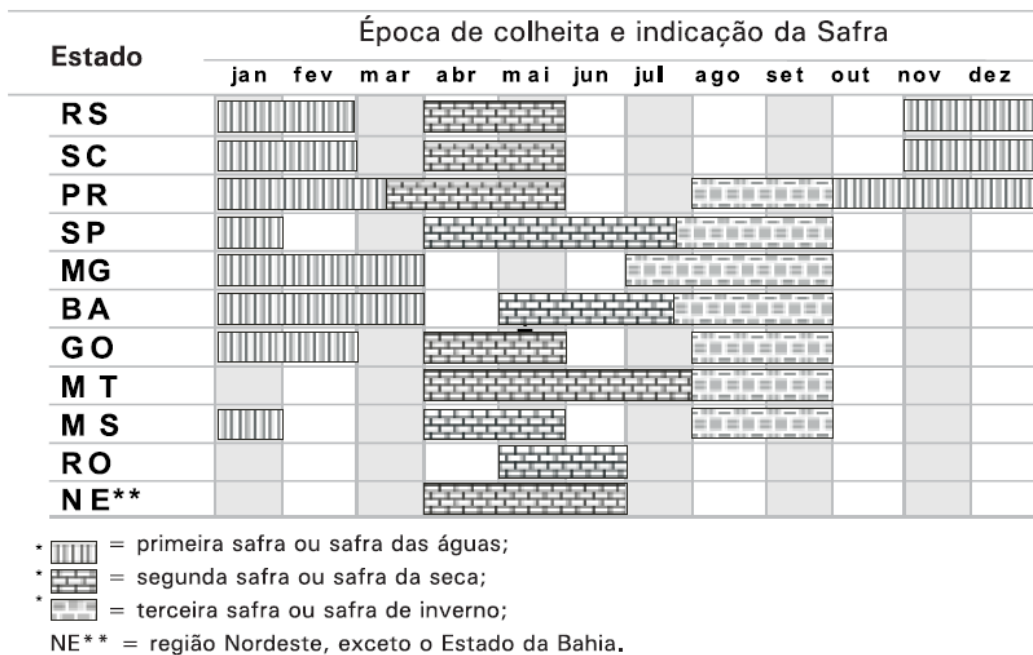 Época de colheita e indicação da Safra
Estado
jan fev mar abr mai jun jul ago set out nov dez
RS
SC
PR
SP
MG
BA
GO
MT
MS
RO
NE**
* = primeira safra ou safra das águas;
* = segunda safra ou safra da seca;
* = terceira safra ou safra de inverno;
NE** = região Nordeste, exceto o Estado da Bahia.